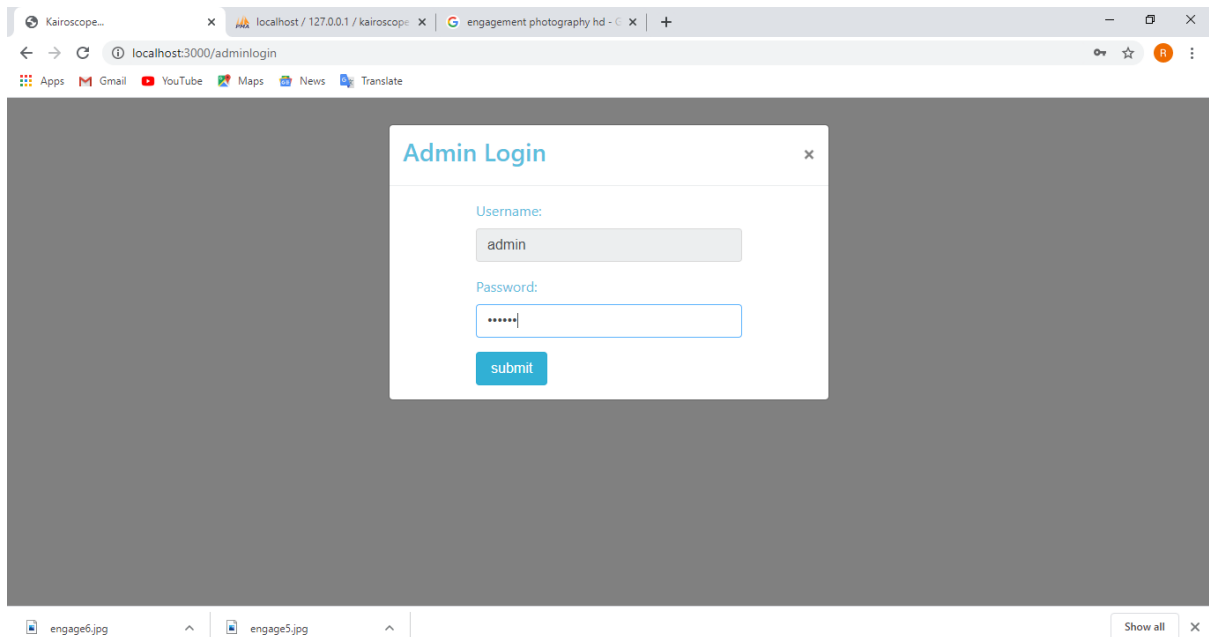 Kairoscope...
localhost / 127.0.0.1 / kairoscope
engagement photography hd - G
localhost:3000/adminlogin
R
Apps
Gmail
YouTube
Maps
News
Translate
Admin Login
Username:
admin
Password:
••••••
submit
engage6.jpg
engage5.jpg
Show all